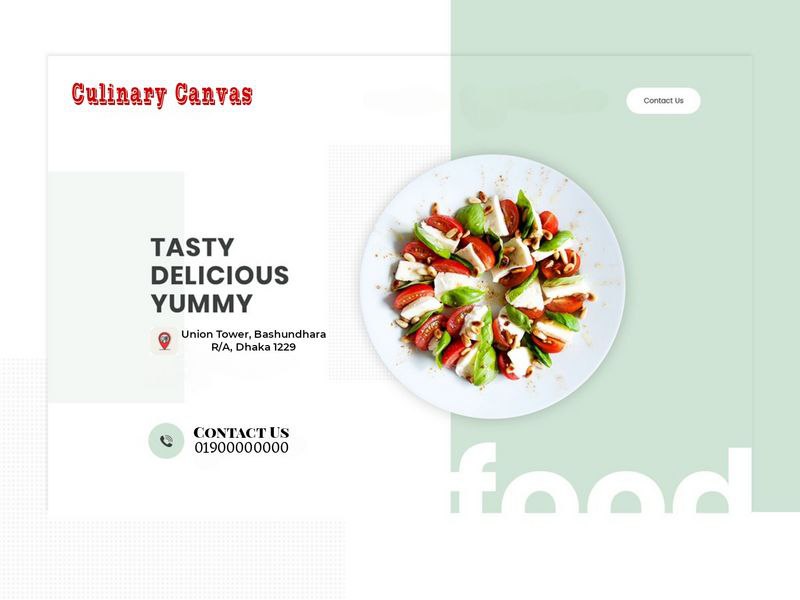 Culinary Canvas
Contact Us
TASTY
DELICIOUS
YUMMY
Union Tower, Bashundhara
R/A, Dhaka 1229
Contact Us
01900000000
food